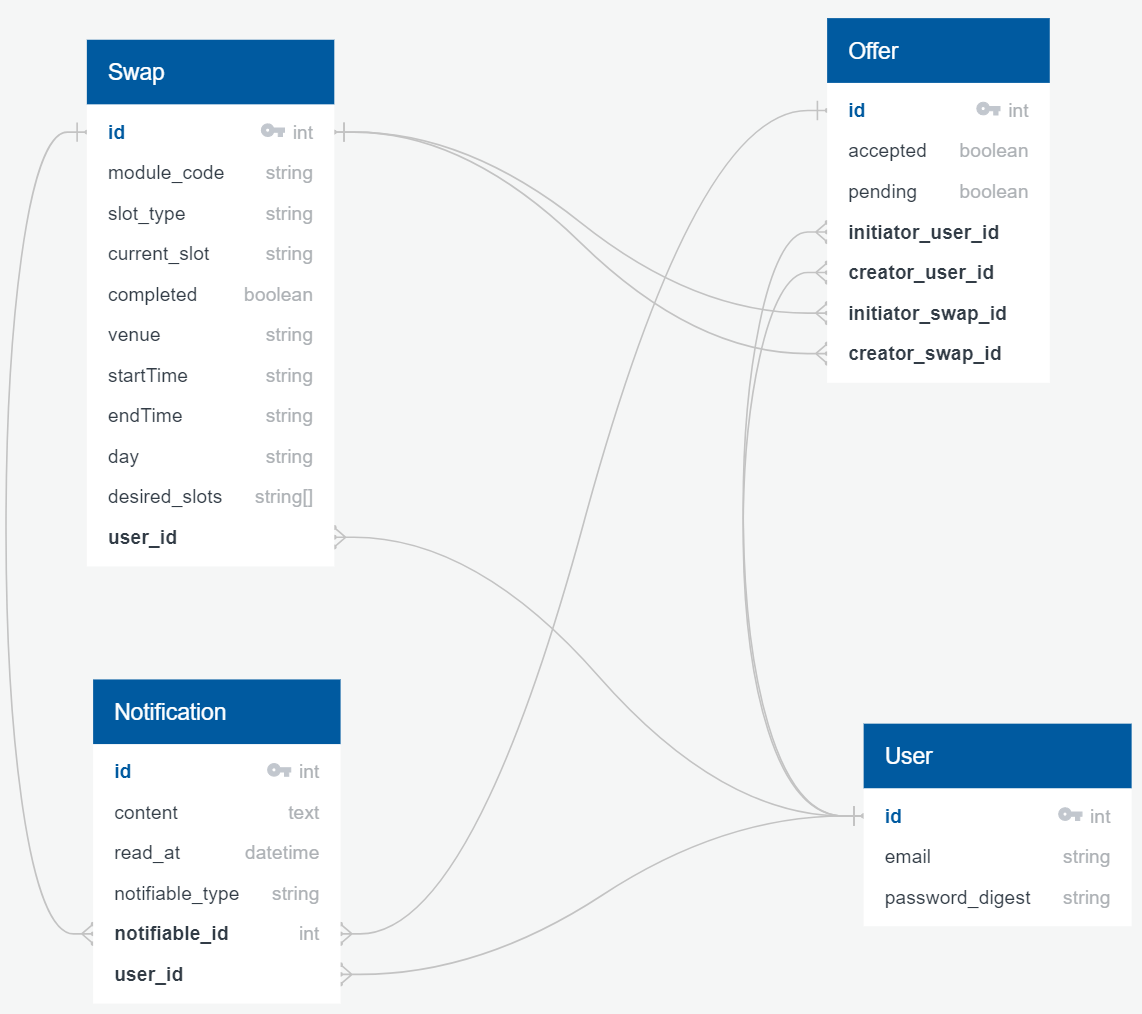 Swap
id int
module_code string
slot_type string
current_slot string
completed boolean
venue string
startTime string
endTime string
day string
desired_slots string[]
user_id
Offer
id int
accepted boolean
pending boolean
initiator_user_id
creator_user_id
initiator_swap_id
creator_swap_id
Notification
id int
content text
read_at datetime
notifiable_type string
notifiable_id int
user_id
User
id int
email string
password_digest string